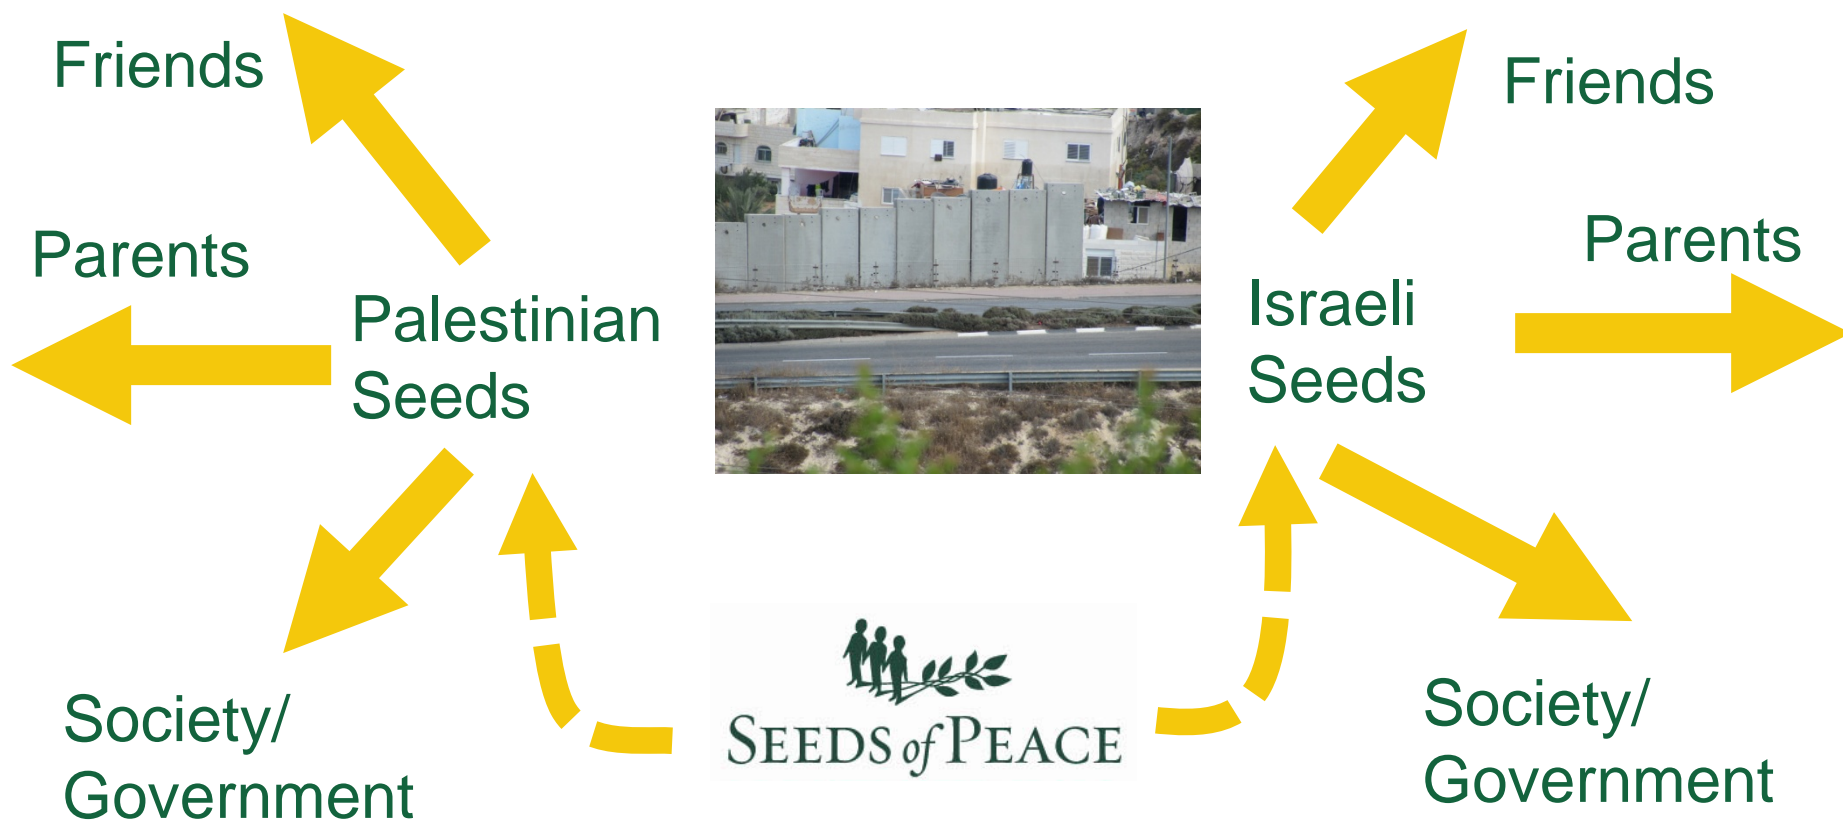 Friends
Parents
Palestinian
Seeds
Society/
Government
SEEDS of PEACE
Friends
Parents
Israeli
Seeds
Society/
Government